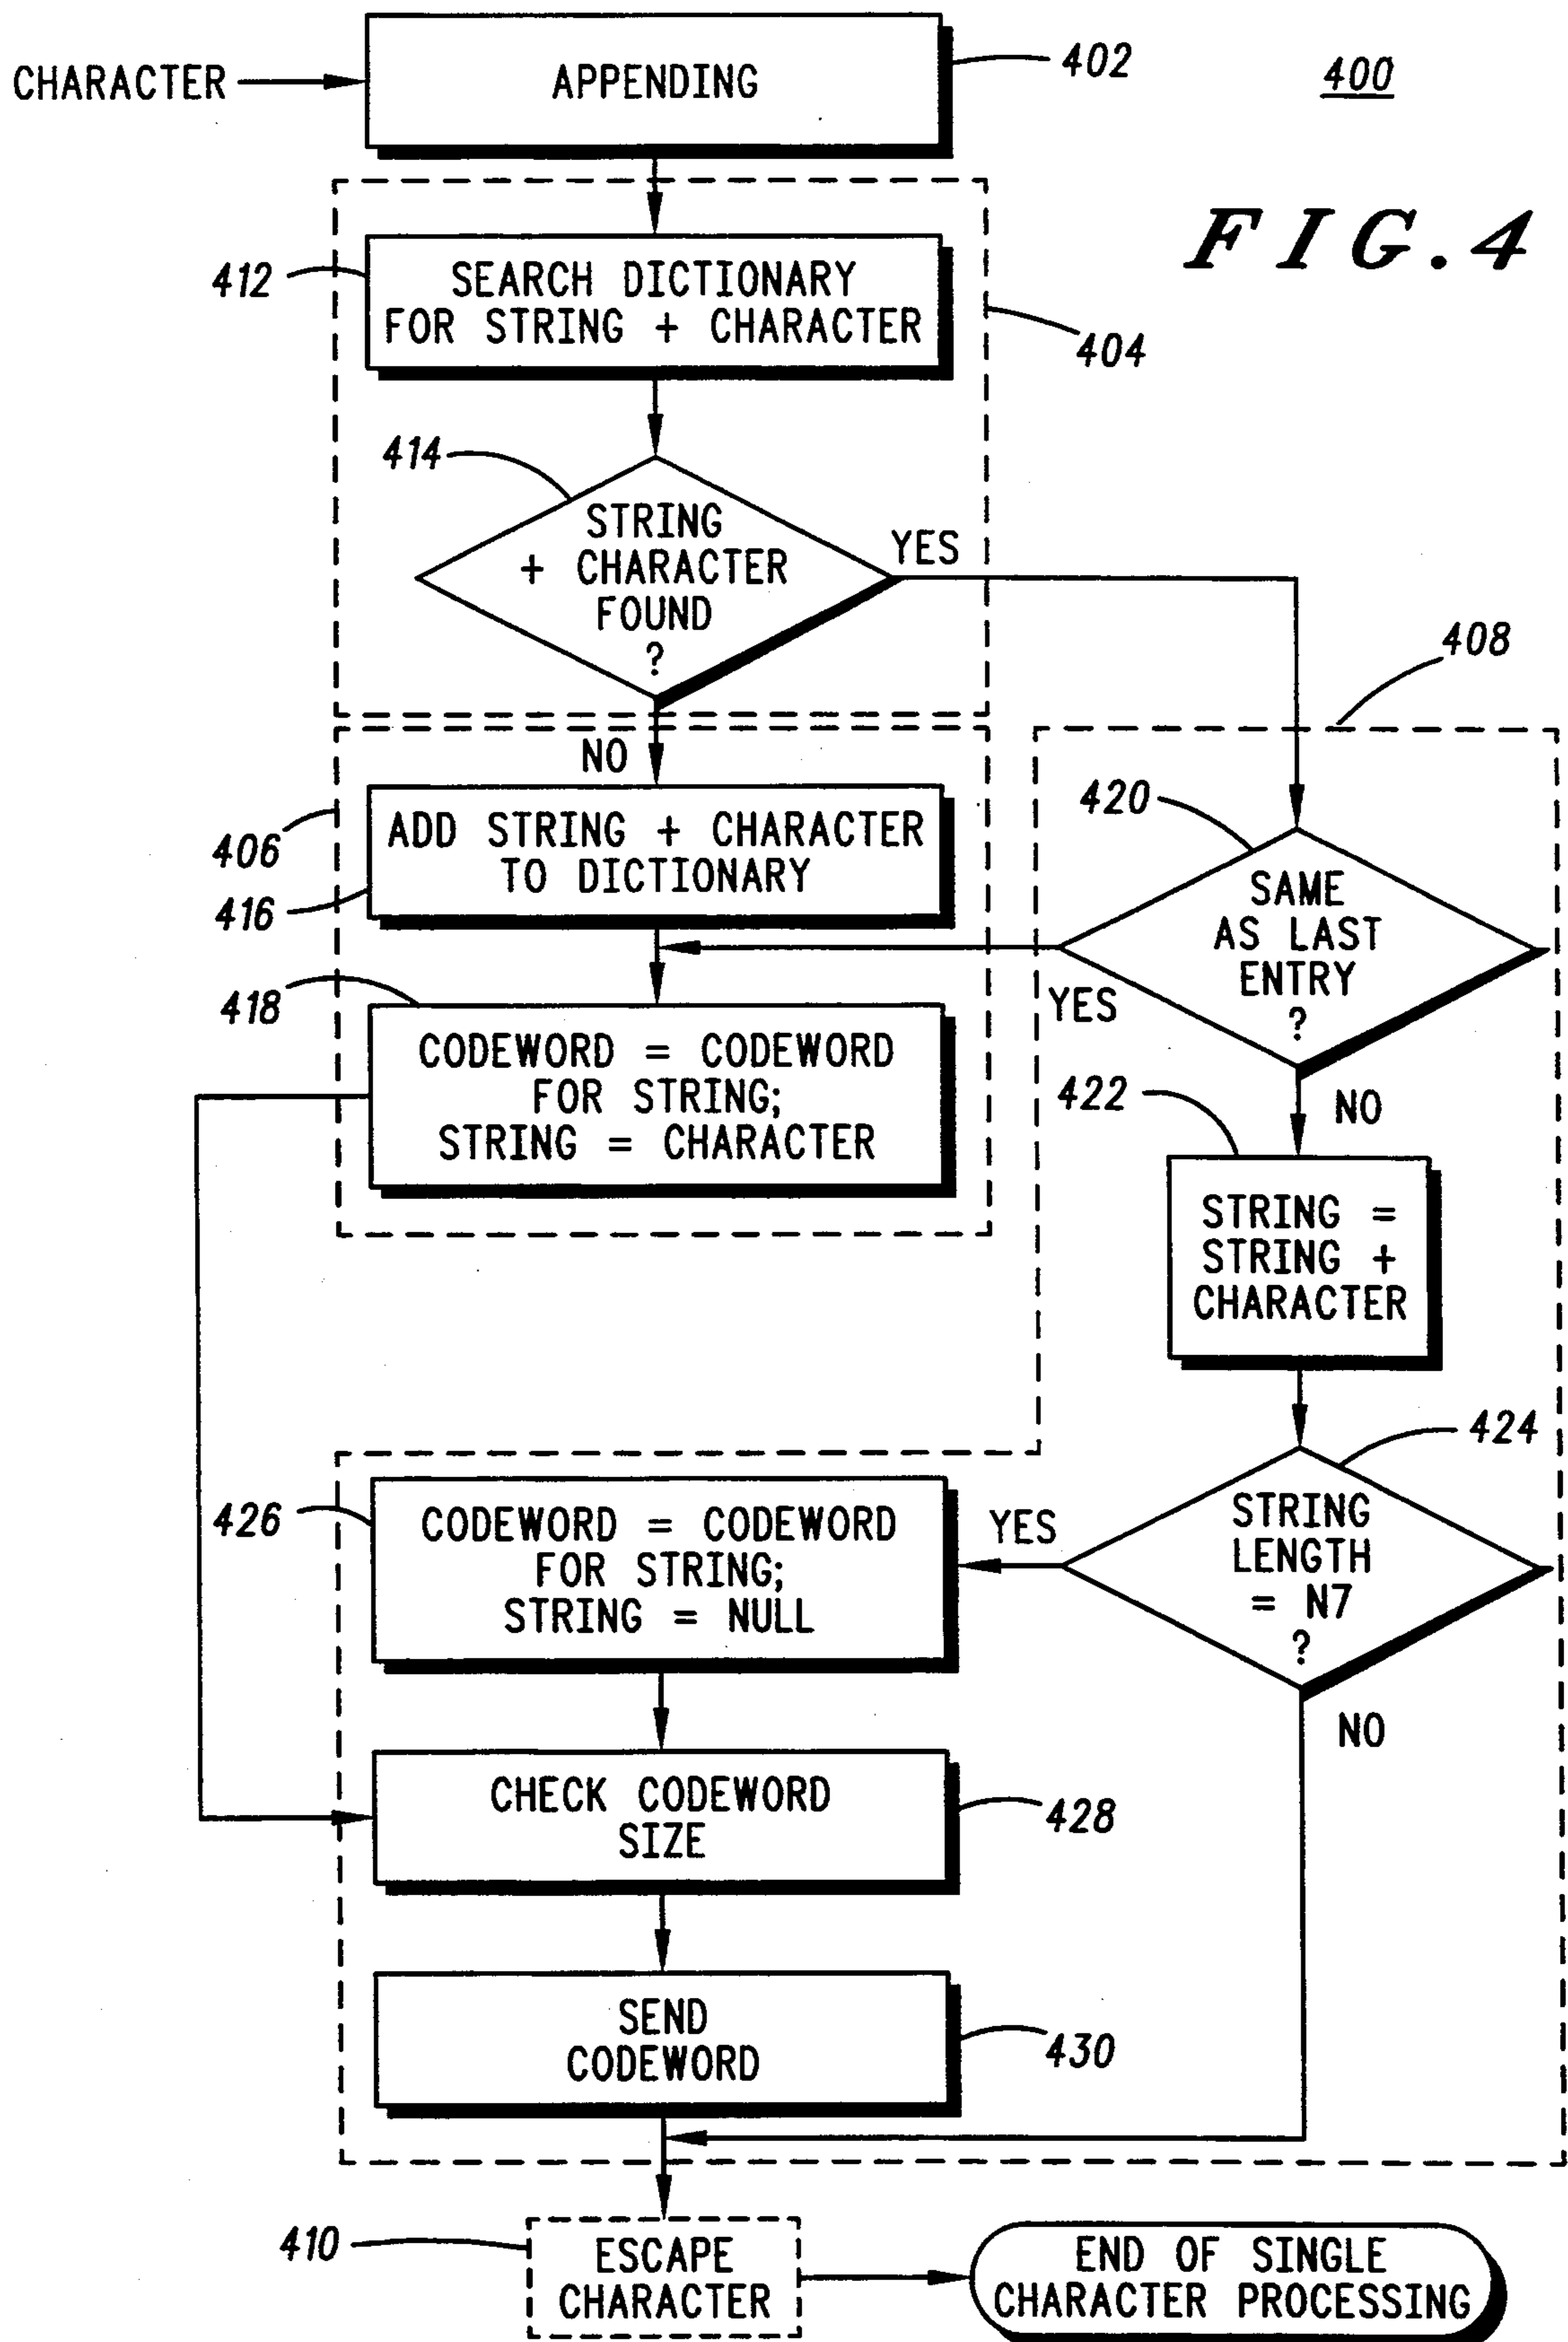 CHARACTER
APPENDING
402
400
FIG. 4
412
SEARCH DICTIONARY
FOR STRING + CHARACTER
404
414
STRING
+ CHARACTER
FOUND
?
YES
408
NO
406
ADD STRING + CHARACTER
TO DICTIONARY
416
420
SAME
AS LAST
ENTRY
?
YES
418
CODEWORD = CODEWORD
FOR STRING;
STRING = CHARACTER
NO
422
STRING =
STRING +
CHARACTER
424
STRING
LENGTH
= N7
?
YES
NO
426
CODEWORD = CODEWORD
FOR STRING;
STRING = NULL
CHECK CODEWORD
SIZE
428
SEND
CODEWORD
430
410
ESCAPE
CHARACTER
END OF SINGLE
CHARACTER PROCESSING